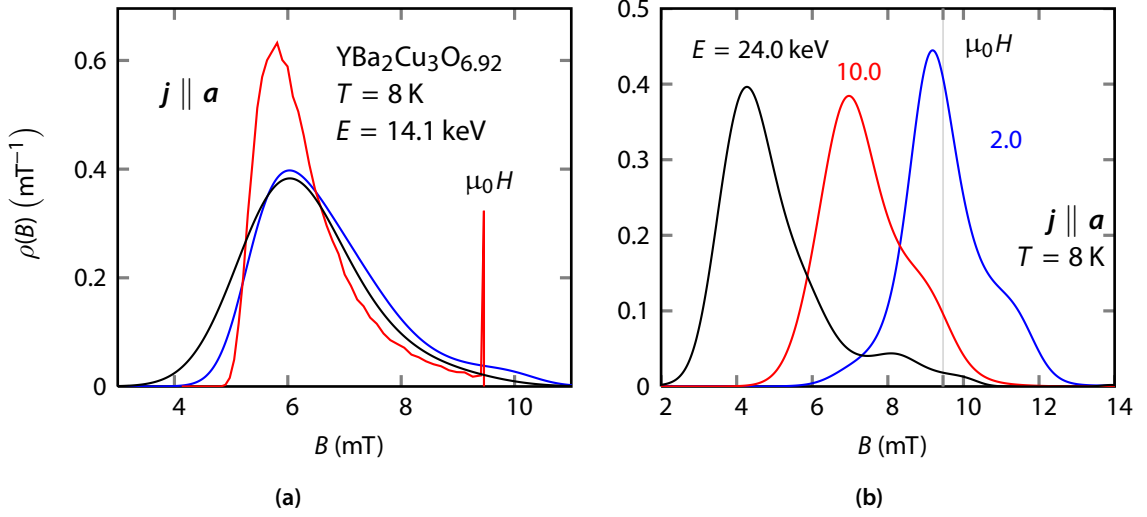 0.6
0.4
0.2
0
ρ(B) (mT⁻¹)
j ∥ a
YBa₂Cu₃O₆.₉₂
T = 8 K
E = 14.1 keV
μ₀H
4 6 8 10
B (mT)
(a)
0.5
0.4
0.3
0.2
0.1
0
E = 24.0 keV
μ₀H
10.0
2.0
j ∥ a
T = 8 K
2 4 6 8 10 12 14
B (mT)
(b)